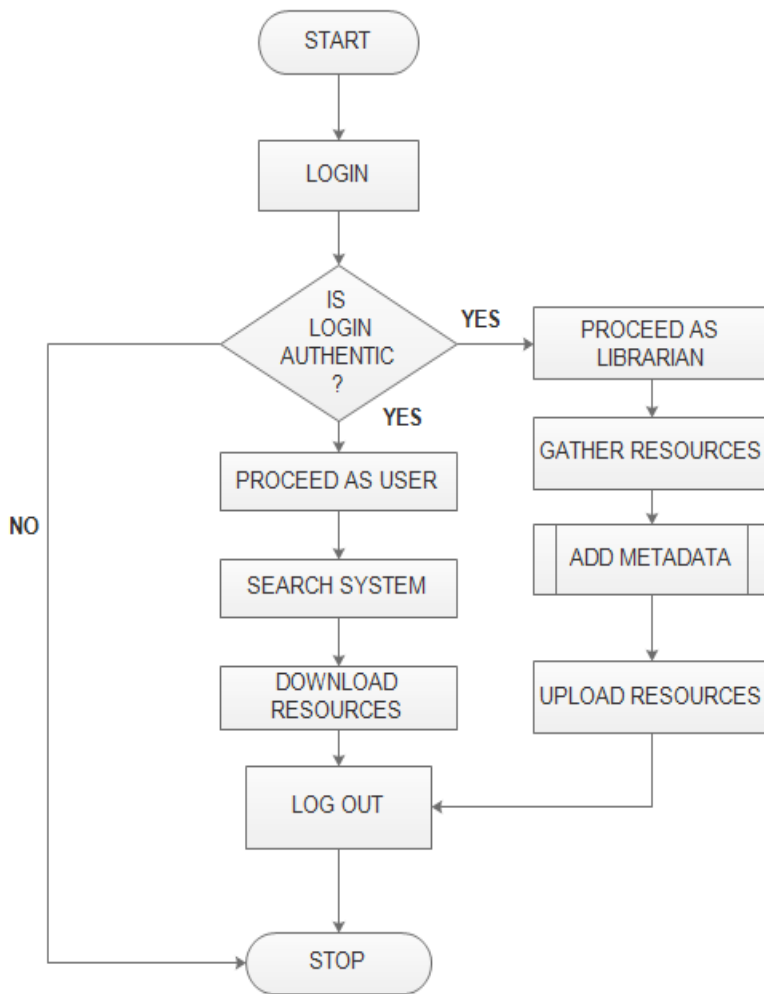 START
LOGIN
IS
LOGIN
AUTHENTIC
?
YES
PROCEED AS
LIBRARIAN
YES
GATHER RESOURCES
PROCEED AS USER
NO
ADD METADATA
SEARCH SYSTEM
DOWNLOAD
RESOURCES
UPLOAD RESOURCES
LOG OUT
STOP